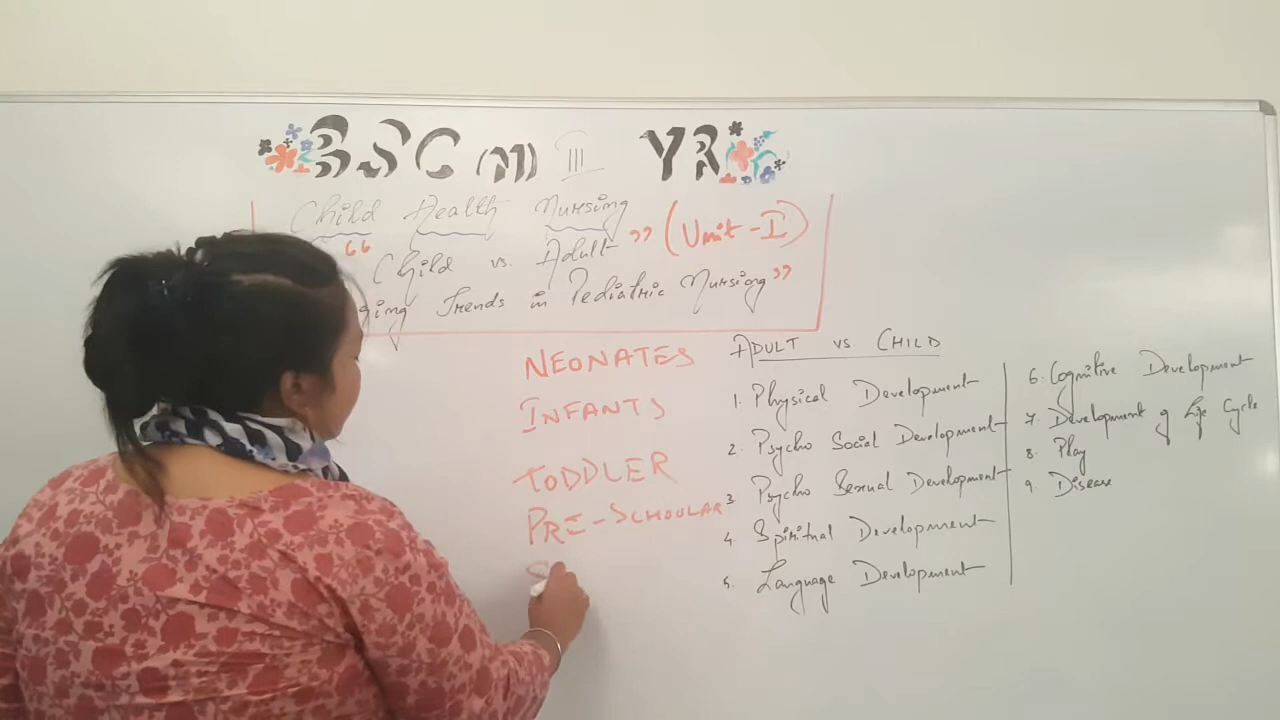 BSC (N) III YR
Child Health Nursing
" Child vs. Adult " (Unit - I)
ging Trends in Pediatric Nursing"
NEONATES
INFANTS
TODDLER
PRE-SCHOOLAR
S
ADULT VS CHILD
1. Physical Development
2. Psycho Social Development
3 Psycho Sexual Development
4. Spiritual Development
5. Language Development
6. Cognitive Development
7. Development of Life Cycle
8. Play
9. Disease